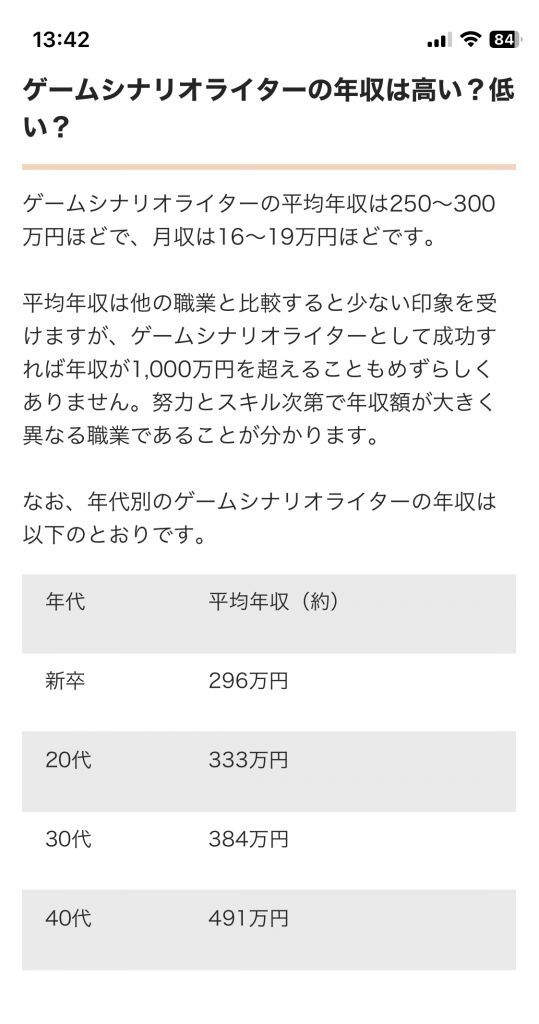 13:42
84
ゲームシナリオライターの年収は高い？低
い？
ゲームシナリオライターの平均年収は250〜300
万円ほどで、月収は16〜19万円ほどです。
平均年収は他の職業と比較すると少ない印象を受
けますが、ゲームシナリオライターとして成功す
れば年収が1,000万円を超えることもめずらしく
ありません。努力とスキル次第で年収額が大きく
異なる職業であることが分かります。
なお、年代別のゲームシナリオライターの年収は
以下のとおりです。
年代 平均年収（約）
新卒 296万円
20代 333万円
30代 384万円
40代 491万円